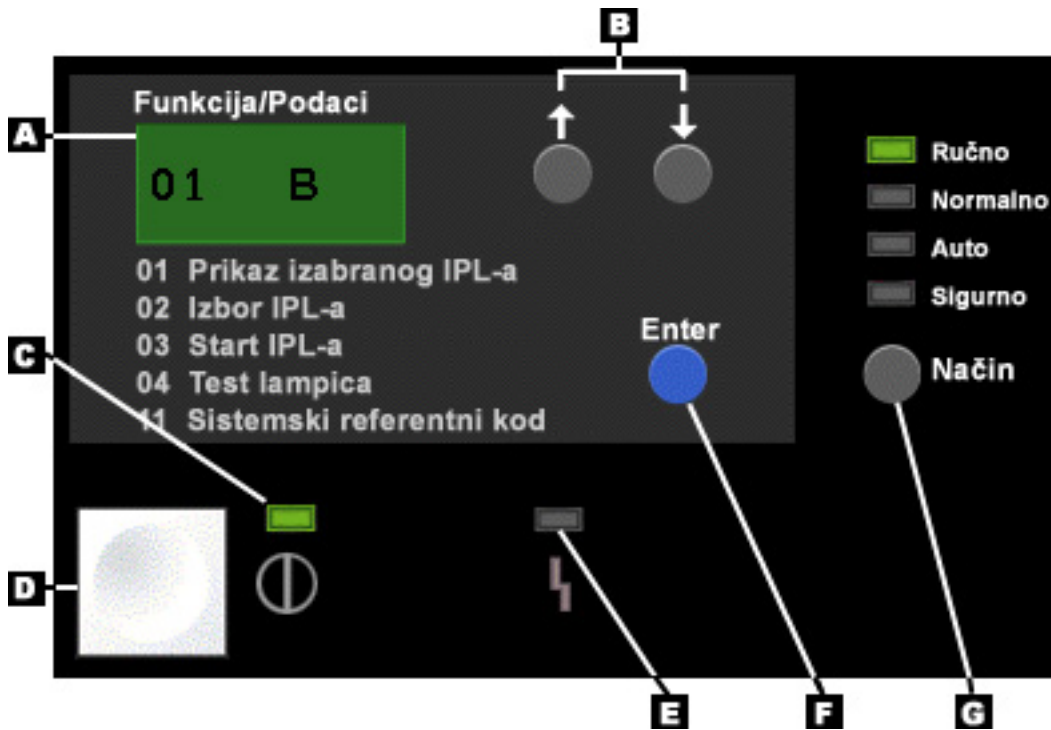 B
Funkcija/Podaci
A
01 B
Ručno
Normalno
Auto
Sigurno
01 Prikaz izabranog IPL-a
02 Izbor IPL-a
03 Start IPL-a
04 Test lampica
11 Sistemski referentni kod
Enter
Način
C
D
E
F
G